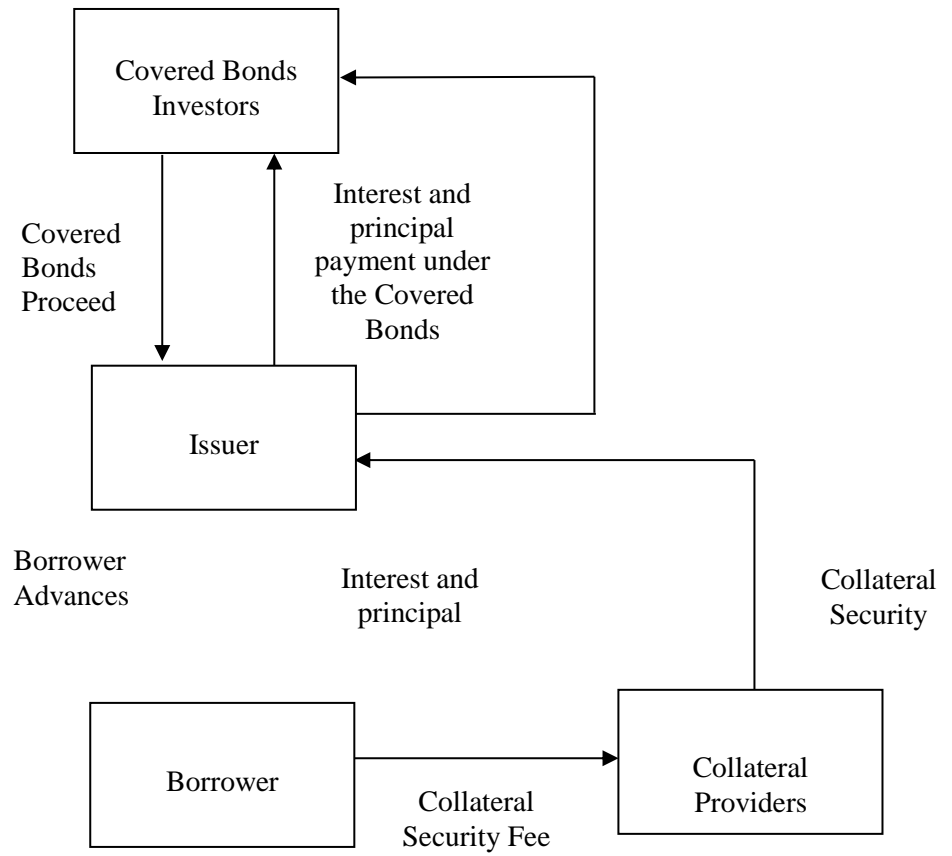 Covered Bonds
Investors
Covered
Bonds
Proceed
Interest and
principal
payment under
the Covered
Bonds
Issuer
Borrower
Advances
Interest and
principal
Collateral
Security
Borrower
Collateral
Security Fee
Collateral
Providers